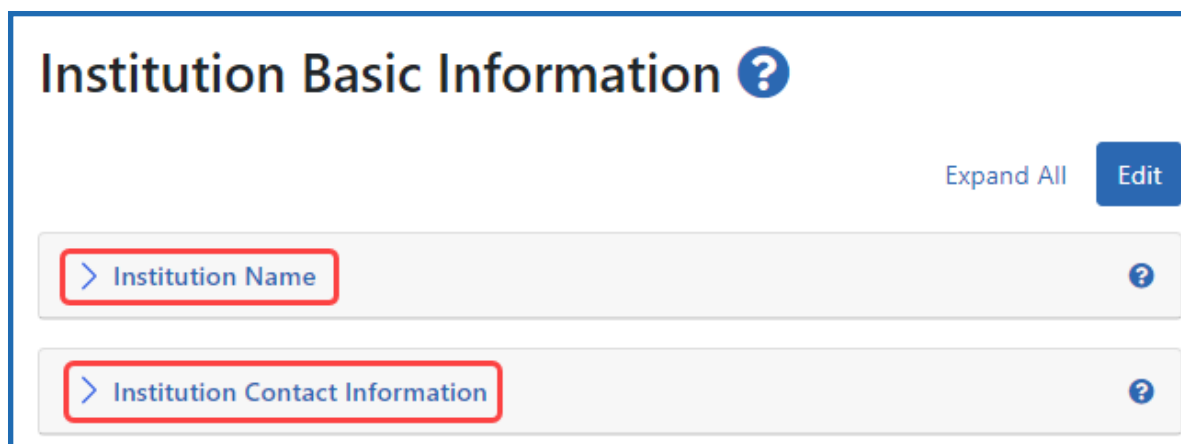 Institution Basic Information
Expand All Edit
Institution Name
Institution Contact Information